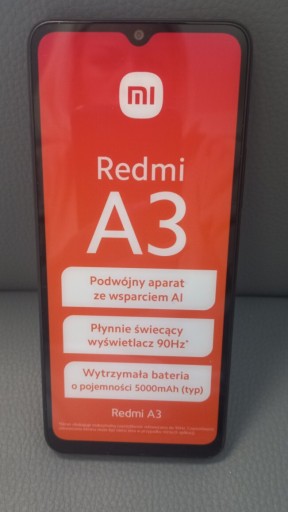 mi
Redmi
A3
Podwójny aparat
ze wsparciem AI
Płynnie świecący
wyświetlacz 90Hz*
Wytrzymała bateria
o pojemności 5000mAh (typ)
Redmi A3